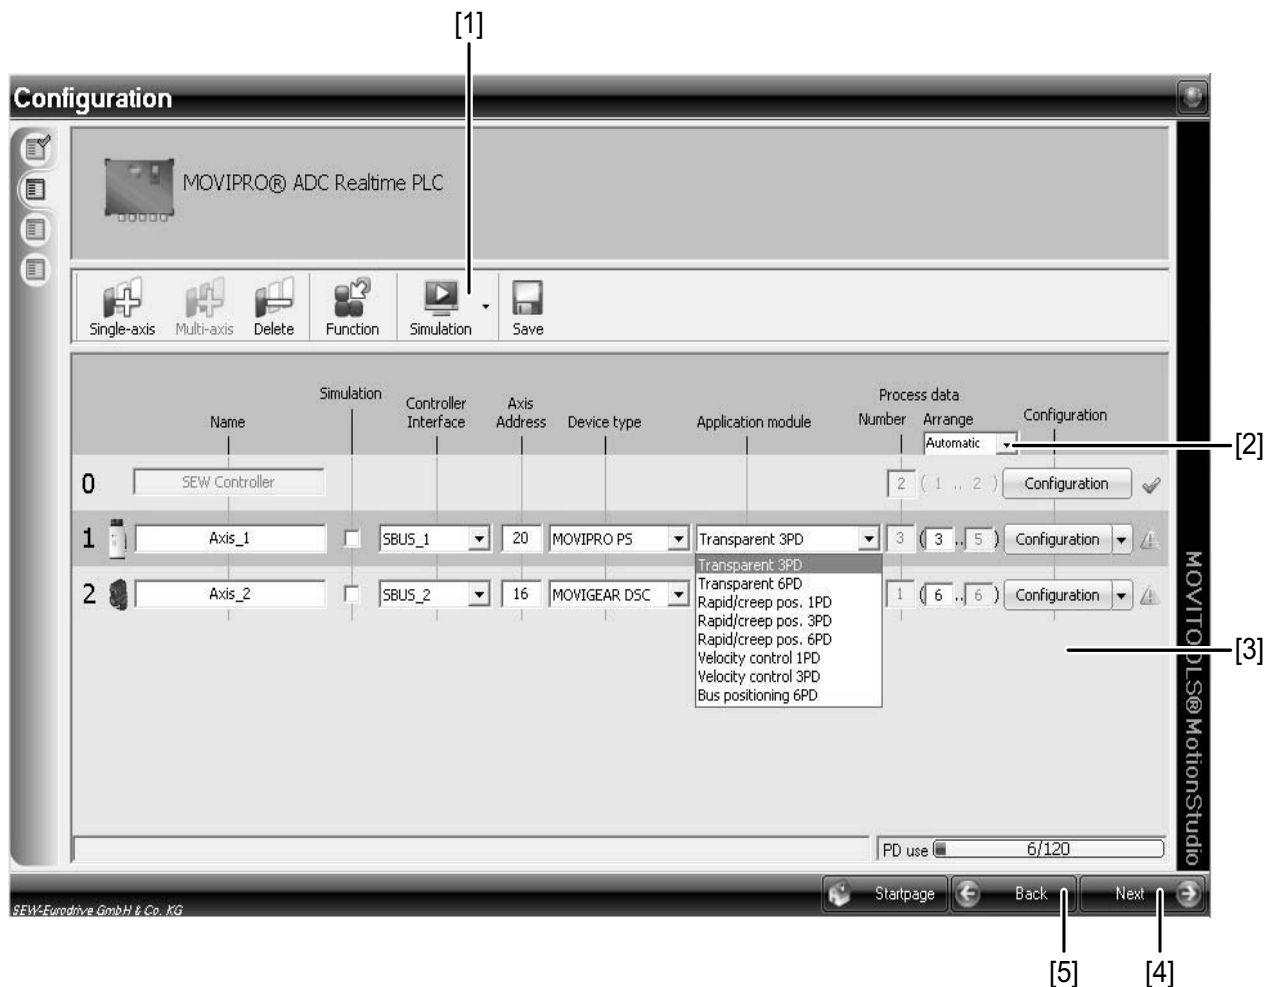 [1]
Configuration
MOVIPRO® ADC Realtime PLC
Single-axis Multi-axis Delete Function Simulation Save
Name Simulation Controller Interface Axis Address Device type Application module Process data Number Arrange Configuration
Automatic
[2]
0 SEW Controller 2 ( 1 .. 2 ) Configuration
1 Axis_1 SBUS_1 20 MOVIPRO PS Transparent 3PD 3 ( 3 .. 5 ) Configuration
2 Axis_2 SBUS_2 16 MOVIGEAR DSC 1 ( 6 .. 6 ) Configuration
Transparent 3PD
Transparent 6PD
Rapid/creep pos. 1PD
Rapid/creep pos. 3PD
Rapid/creep pos. 6PD
Velocity control 1PD
Velocity control 3PD
Bus positioning 6PD
[3]
MOVITOOLS® MotionStudio
PD use 6/120
Startpage Back Next
SEW-Eurodrive GmbH & Co. KG
[5] [4]